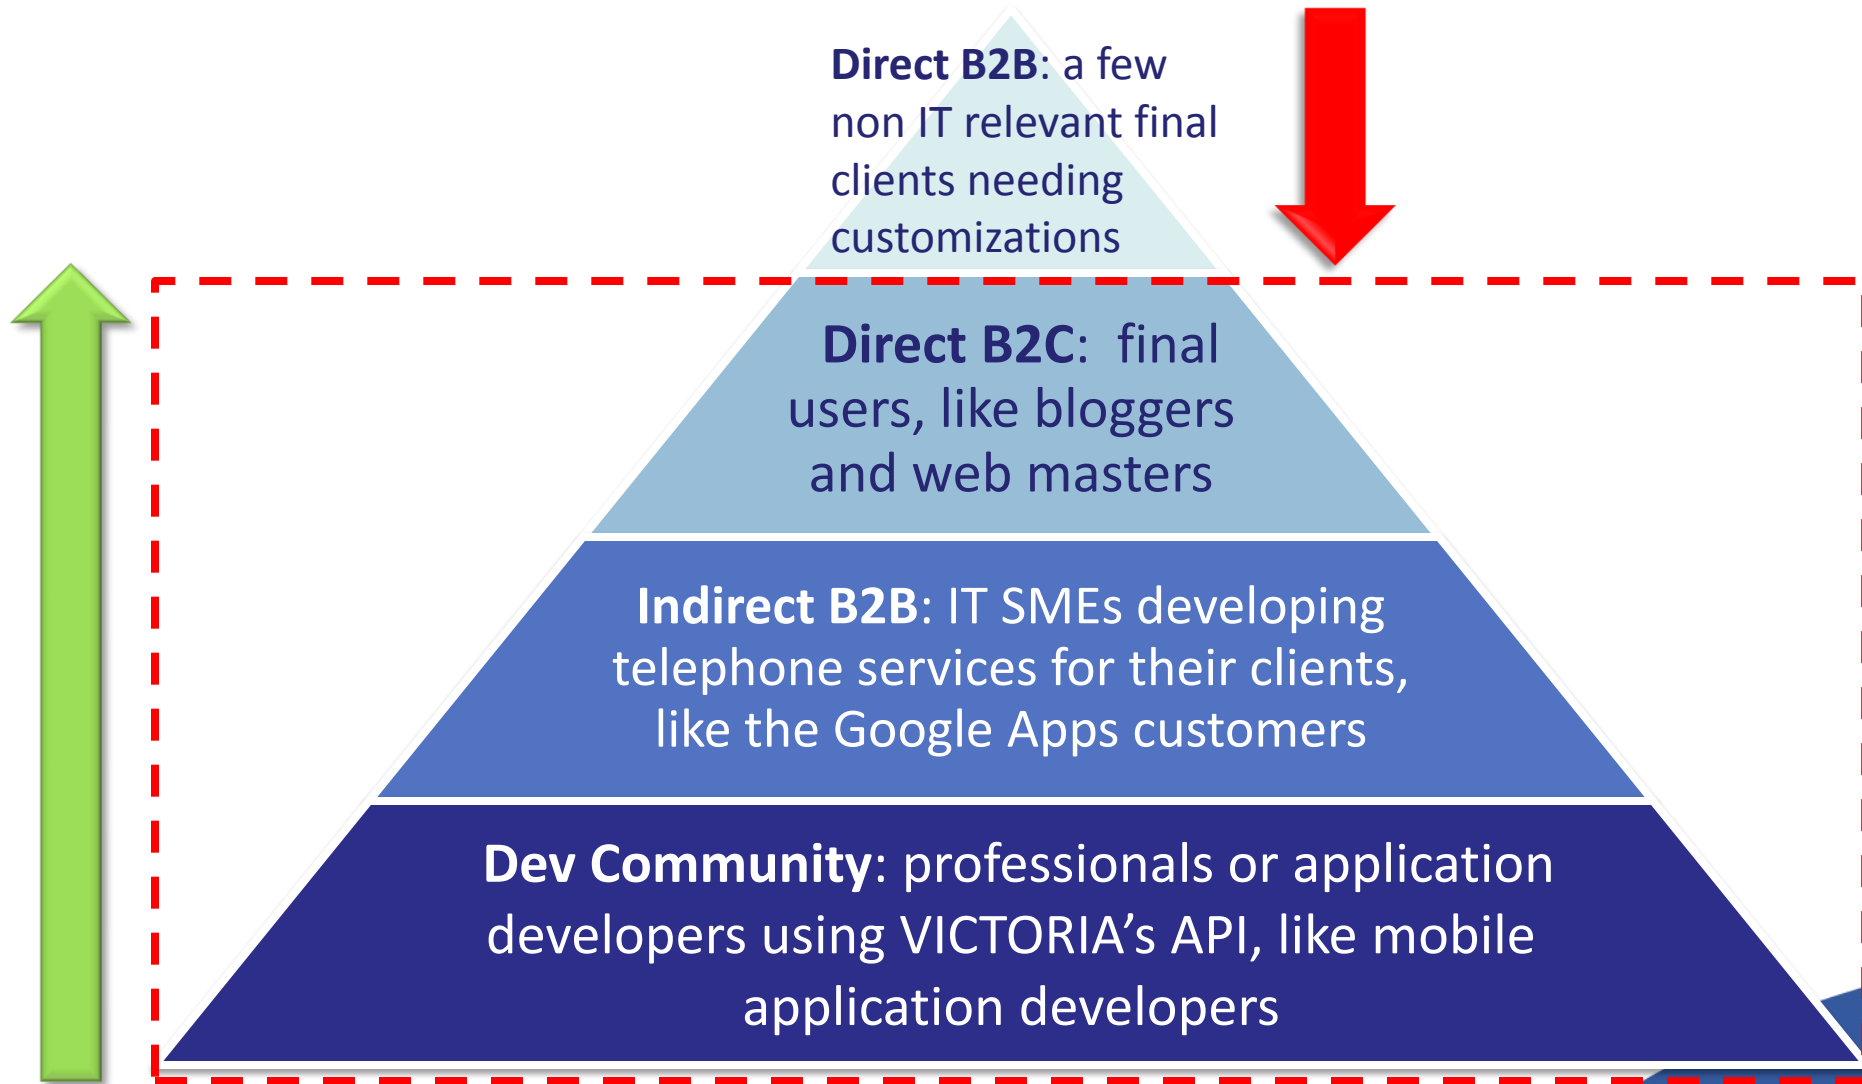 Direct B2B: a few
non IT relevant final
clients needing
customizations
Direct B2C:  final
users, like bloggers
and web masters
Indirect B2B: IT SMEs developing
telephone services for their clients,
like the Google Apps customers
Dev Community: professionals or application
developers using VICTORIA’s API, like mobile
application developers